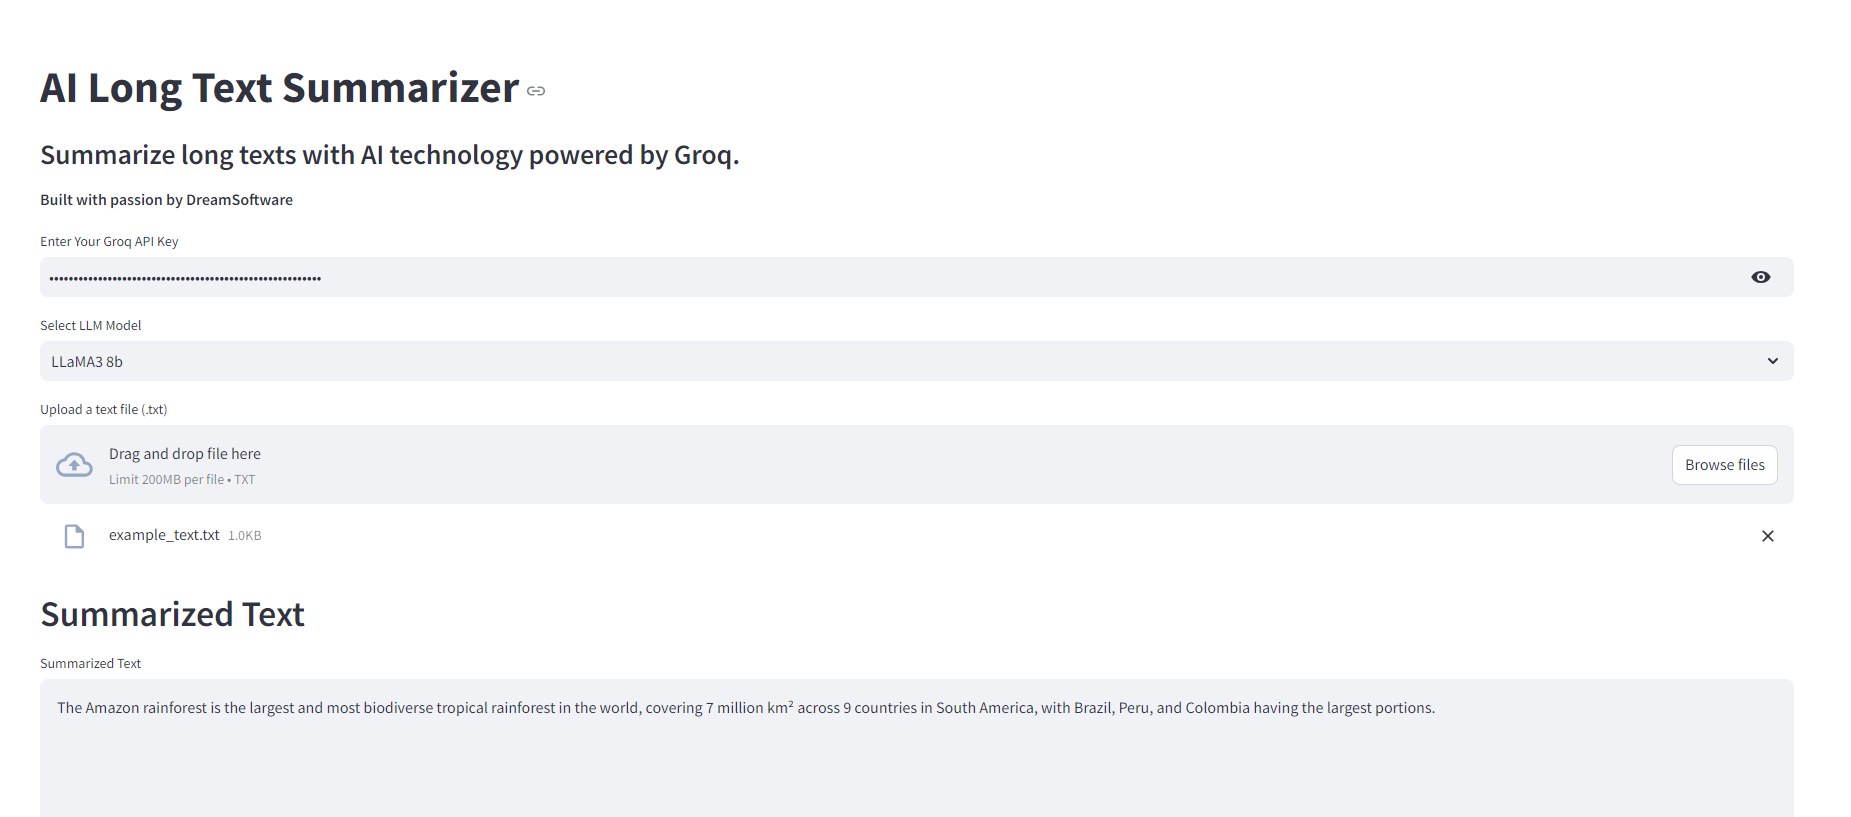 AI Long Text Summarizer
Summarize long texts with AI technology powered by Groq.
Built with passion by DreamSoftware
Enter Your Groq API Key
••••••••••••••••••••••••••••••••••••••••••••••••••••••••
Select LLM Model
LLaMA3 8b
Upload a text file (.txt)
Drag and drop file here
Limit 200MB per file • TXT
Browse files
example_text.txt 1.0KB
Summarized Text
Summarized Text
The Amazon rainforest is the largest and most biodiverse tropical rainforest in the world, covering 7 million km² across 9 countries in South America, with Brazil, Peru, and Colombia having the largest portions.